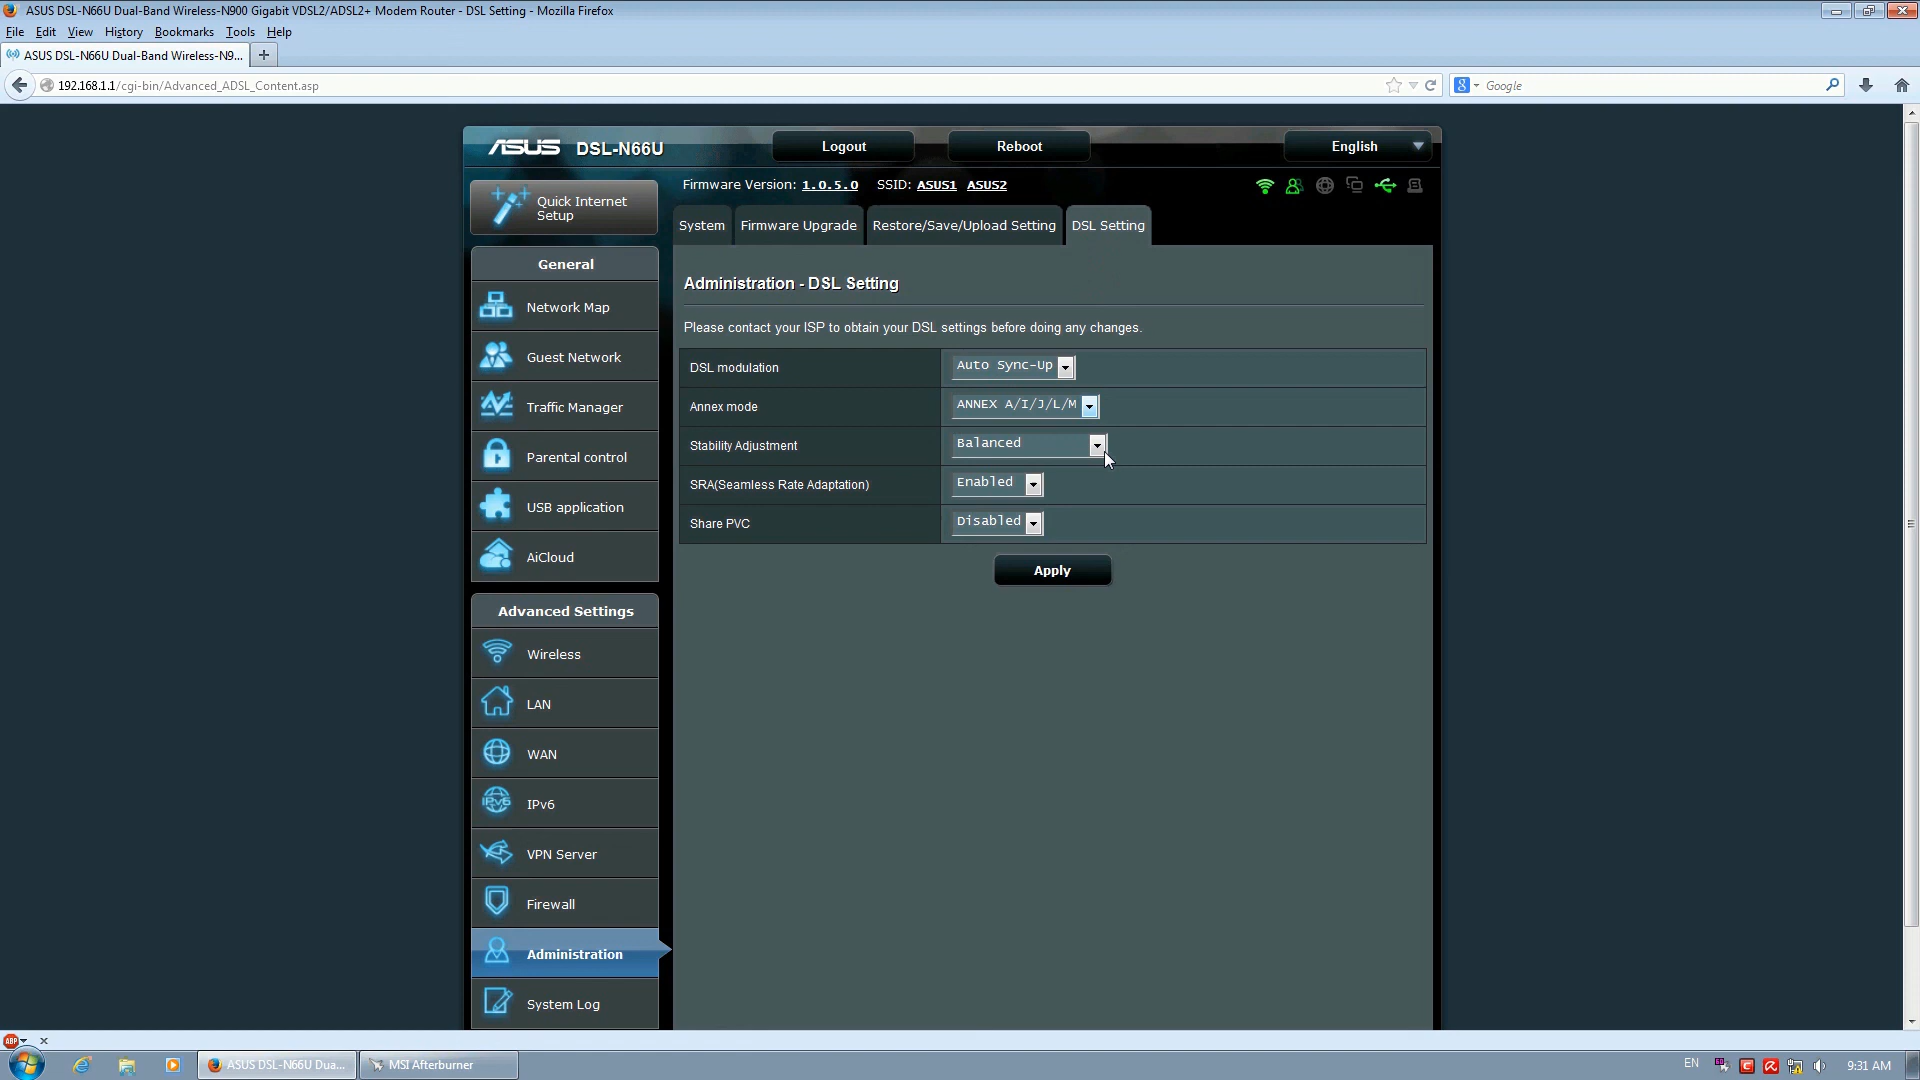 ASUS DSL-N66U Dual-Band Wireless-N900 Gigabit VDSL2/ADSL2+ Modem Router - DSL Setting - Mozilla Firefox
File Edit View History Bookmarks Tools Help
ASUS DSL-N66U Dual-Band Wireless-N9...
192.168.1.1/cgi-bin/Advanced_ADSL_Content.asp
Google
ASUS DSL-N66U Logout Reboot English
Firmware Version: 1.0.5.0 SSID: ASUS1 ASUS2
Quick Internet
Setup
System Firmware Upgrade Restore/Save/Upload Setting DSL Setting
General
Network Map
Guest Network
Traffic Manager
Parental control
USB application
AiCloud
Advanced Settings
Wireless
LAN
WAN
IPv6
VPN Server
Firewall
Administration
System Log
Administration - DSL Setting
Please contact your ISP to obtain your DSL settings before doing any changes.
DSL modulation Auto Sync-Up
Annex mode ANNEX A/I/J/L/M
Stability Adjustment Balanced
SRA(Seamless Rate Adaptation) Enabled
Share PVC Disabled
Apply
ABP
ASUS DSL-N66U Dua... MSI Afterburner EN 9:31 AM